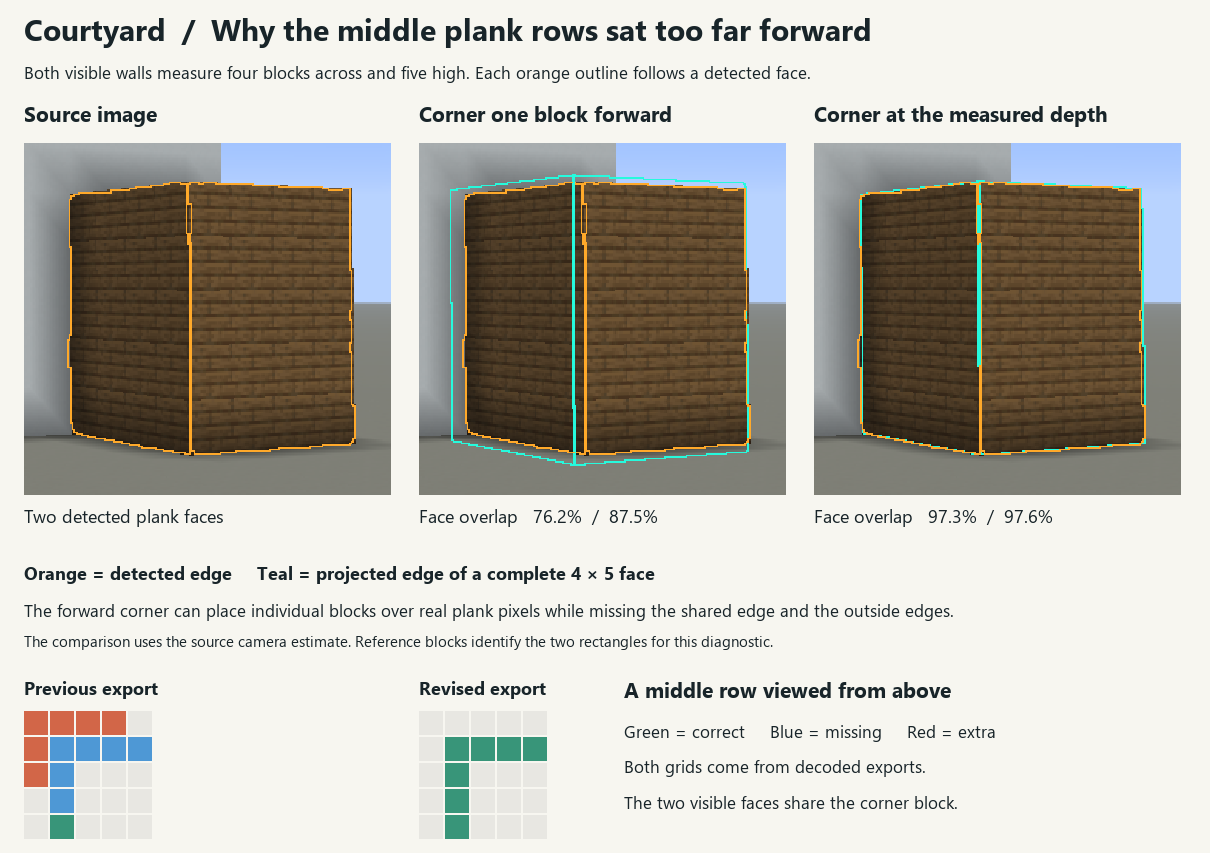 Courtyard / Why the middle plank rows sat too far forward
Both visible walls measure four blocks across and five high. Each orange outline follows a detected face.
Source image
Corner one block forward
Corner at the measured depth
Two detected plank faces
Face overlap 76.2% / 87.5%
Face overlap 97.3% / 97.6%
Orange = detected edge Teal = projected edge of a complete 4 × 5 face
The forward corner can place individual blocks over real plank pixels while missing the shared edge and the outside edges.
The comparison uses the source camera estimate. Reference blocks identify the two rectangles for this diagnostic.
Previous export
Revised export
A middle row viewed from above
Green = correct Blue = missing Red = extra
Both grids come from decoded exports.
The two visible faces share the corner block.